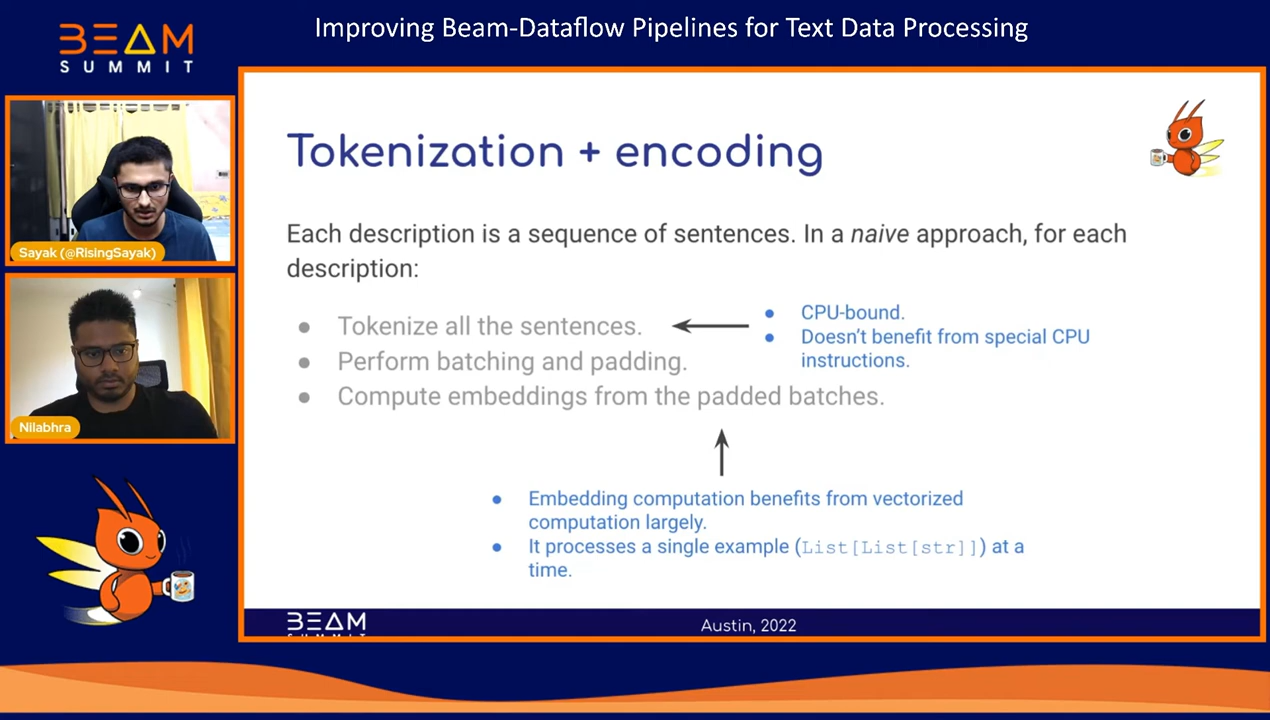 Improving Beam-Dataflow Pipelines for Text Data Processing
BEAM
SUMMIT
Sayak (@RisingSayak)
Nilabhra
Tokenization + encoding
Each description is a sequence of sentences. In a naive approach, for each
description:
● Tokenize all the sentences.
● Perform batching and padding.
● Compute embeddings from the padded batches.
● CPU-bound.
● Doesn’t benefit from special CPU
instructions.
● Embedding computation benefits from vectorized
computation largely.
● It processes a single example (List[List[str]]) at a
time.
BEAM
SUMMIT
Austin, 2022